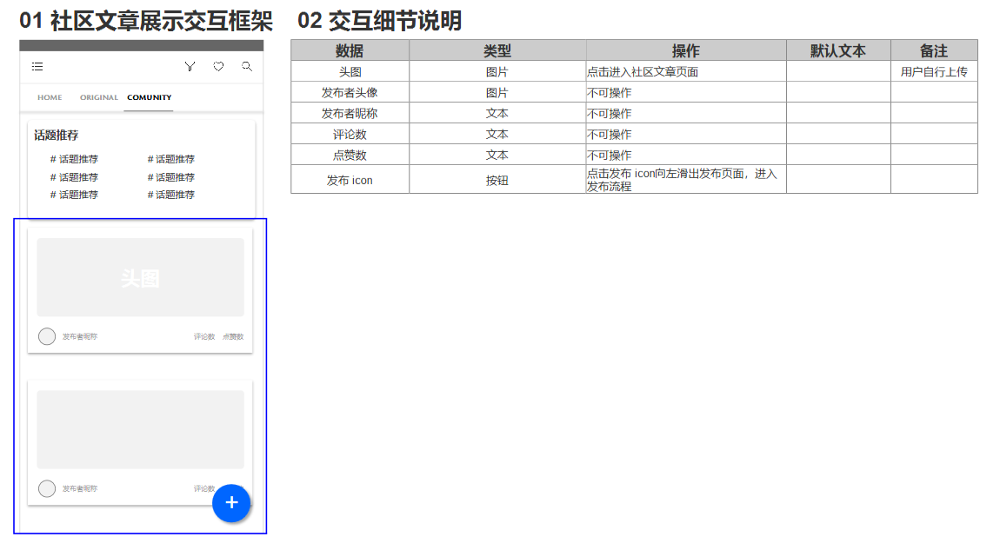 01 社区文章展示交互框架
HOME ORIGINAL COMUNITY
话题推荐
# 话题推荐 # 话题推荐
# 话题推荐 # 话题推荐
# 话题推荐 # 话题推荐
头图
发布者昵称 评论数 点赞数
发布者昵称 评论数
+
02 交互细节说明
数据 类型 操作 默认文本 备注
头图 图片 点击进入社区文章页面 用户自行上传
发布者头像 图片 不可操作
发布者昵称 文本 不可操作
评论数 文本 不可操作
点赞数 文本 不可操作
发布 icon 按钮 点击发布 icon向左滑出发布页面，进入
发布流程